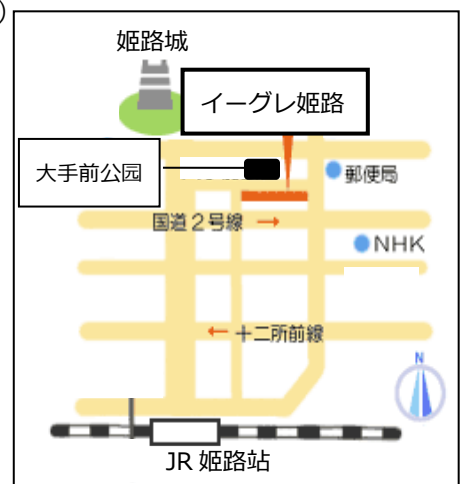 )
姫路城
イーグレ姫路
大手前公园
郵便局
国道２号線 →
NHK
← 十二所前線
N
JR 姫路站